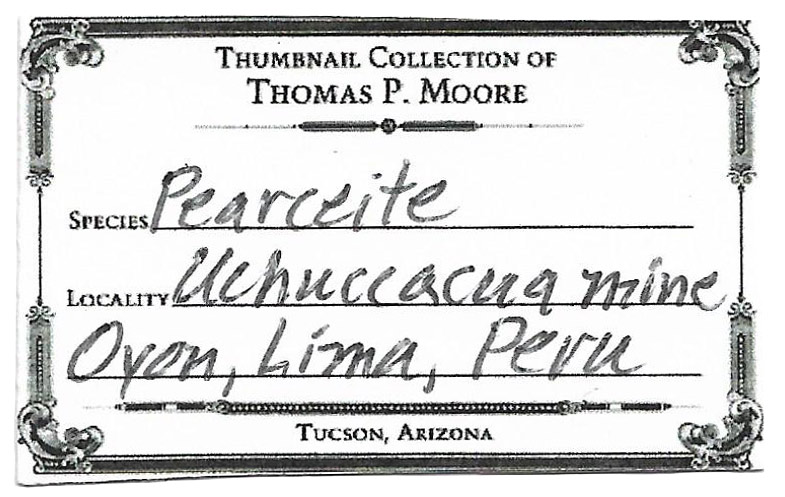 THUMBNAIL COLLECTION OF
THOMAS P. MOORE
SPECIES Pearceite
LOCALITY Uchuccacua mine
Oyon, Lima, Peru
TUCSON, ARIZONA